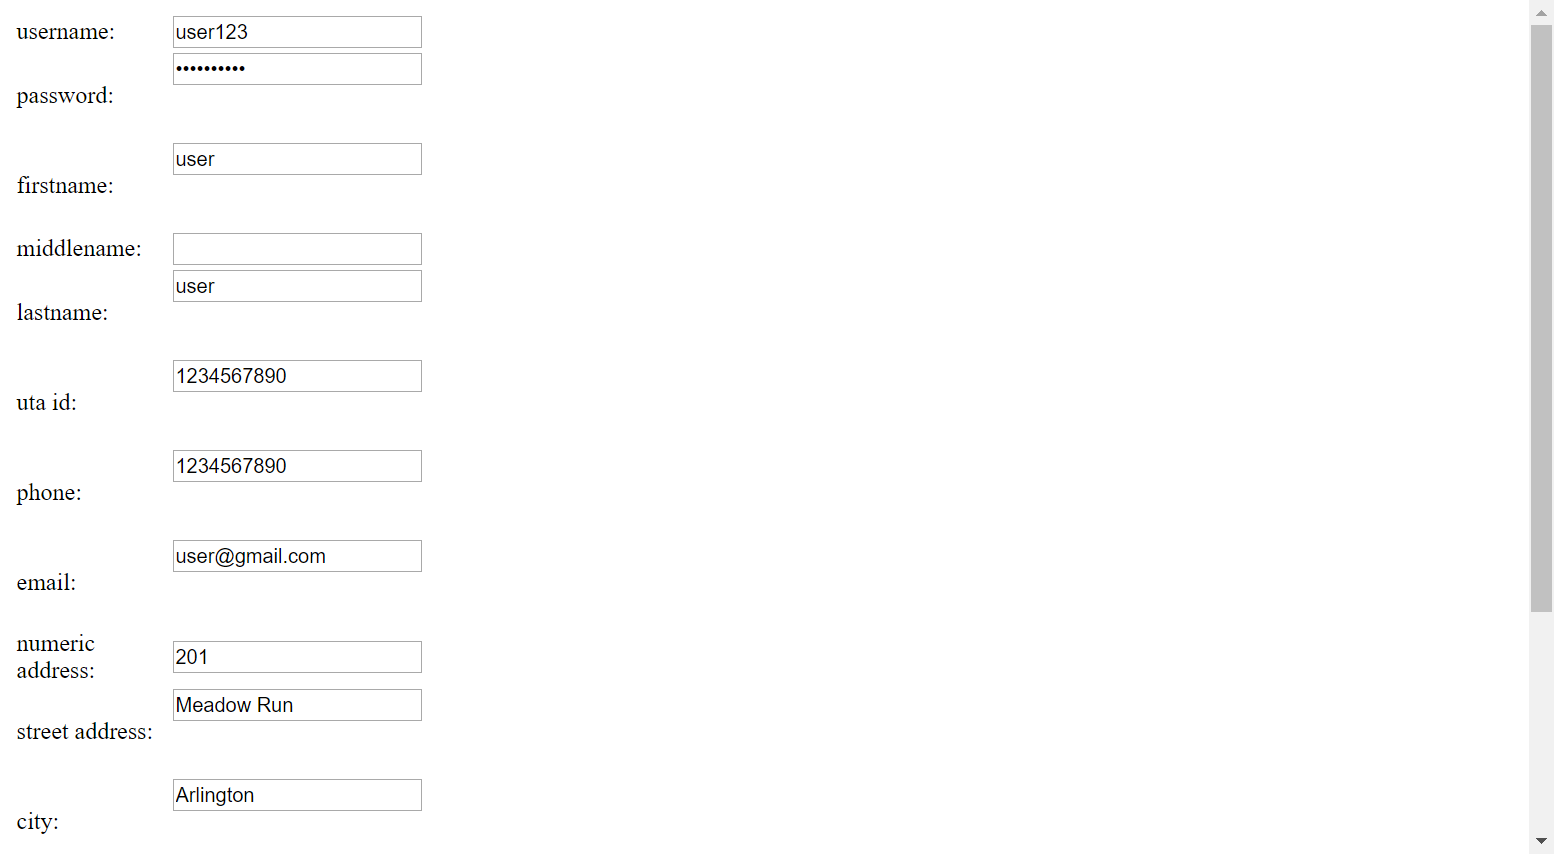 username: user123
password: ••••••••••
firstname: user
middlename:
lastname: user
uta id: 1234567890
phone: 1234567890
email: user@gmail.com
numeric
address: 201
street address: Meadow Run
city: Arlington